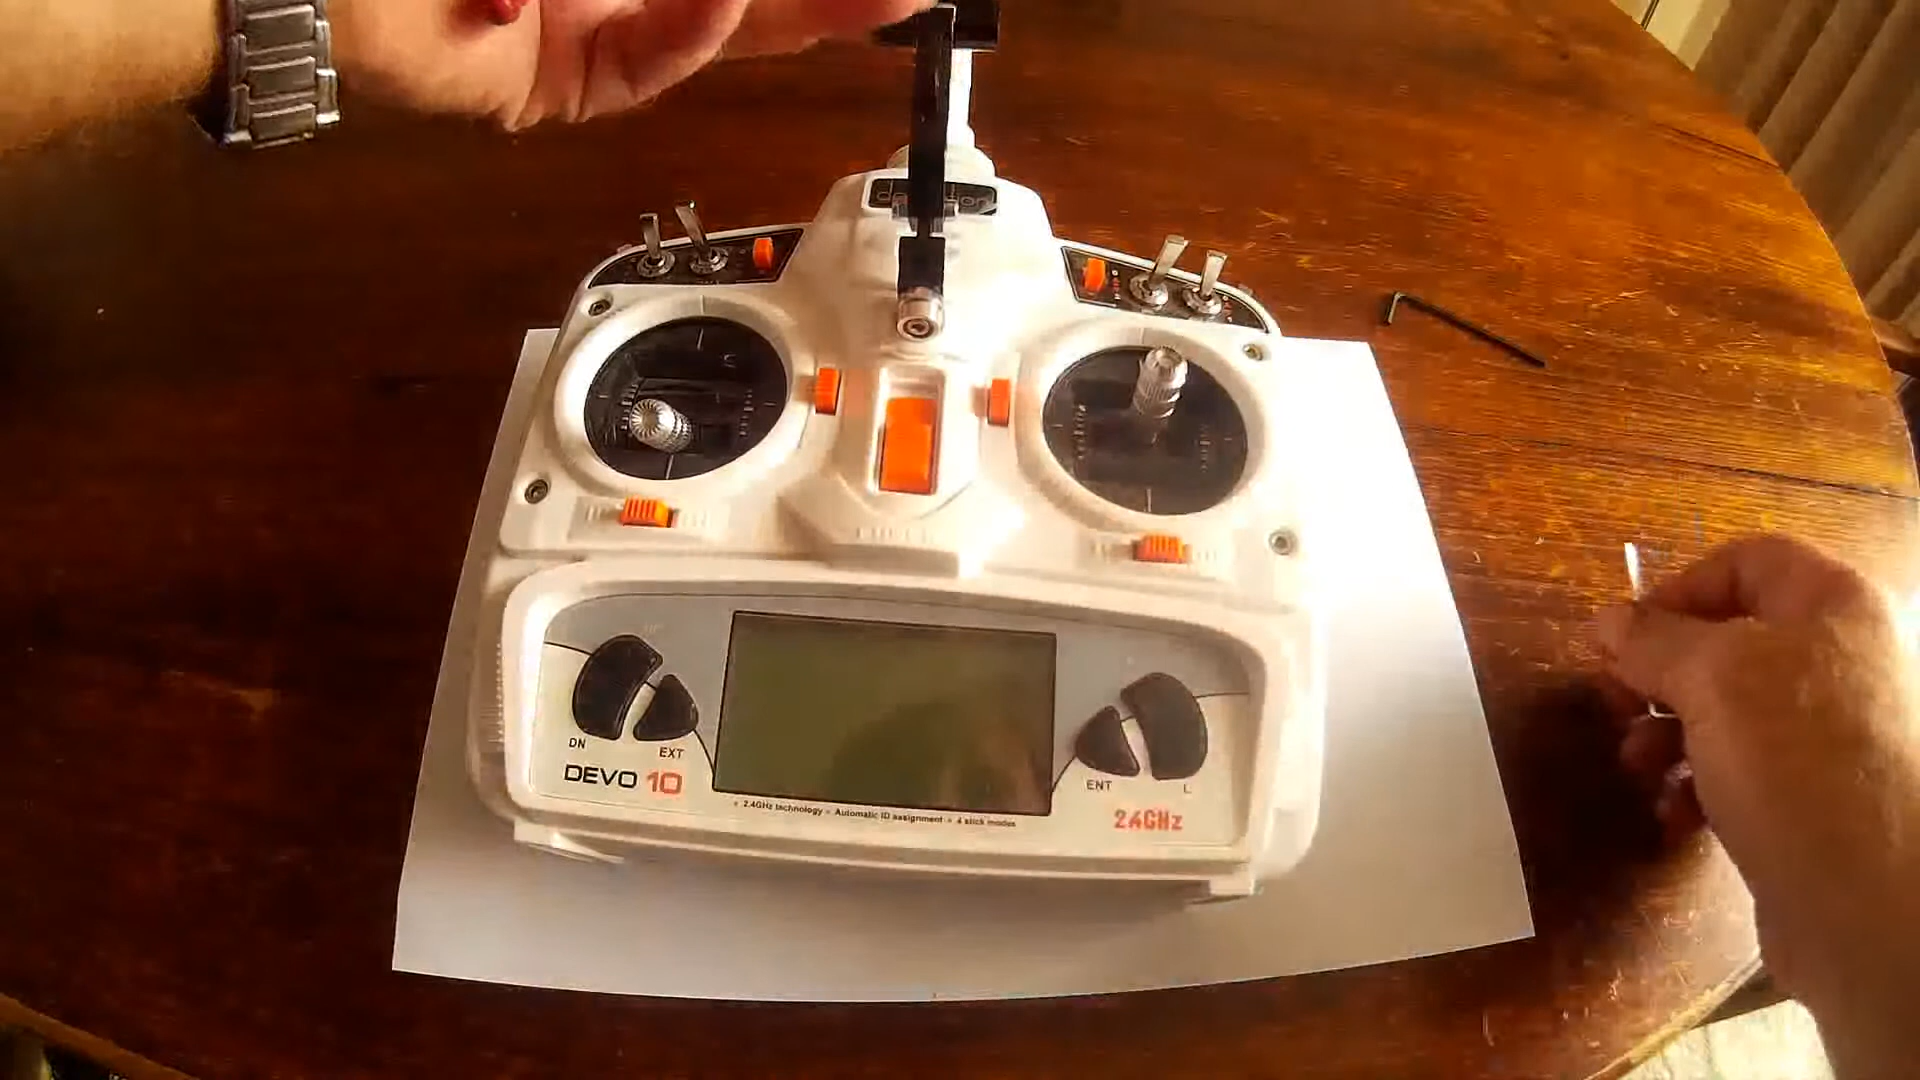 DN
EXT
DEVO 10
2.4GHz technology Automatic ID assignment 4 stick modes
ENT
L
2.4GHz